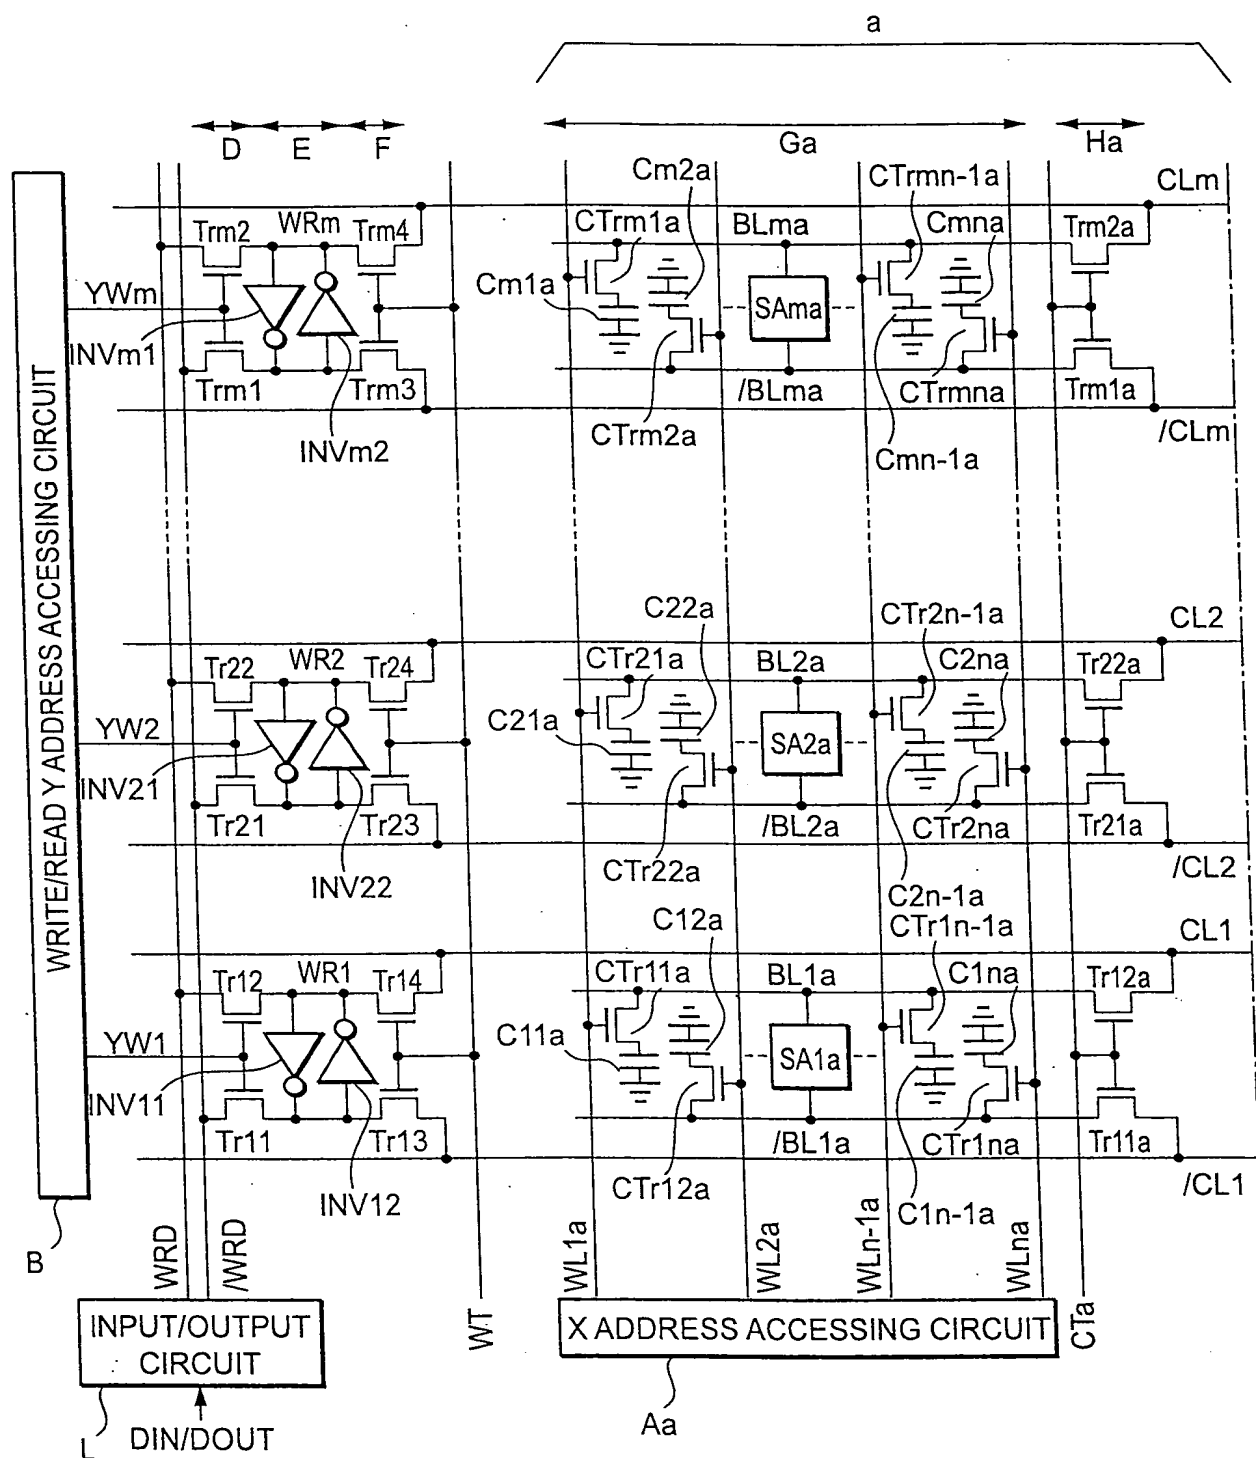 a
D
E
F
Ga
Ha
Cm2a
CTrmn-1a
CLm
CTrm1a
BLma
Cmna
Trm2a
Trm2
WRm
Trm4
YWm
Cm1a
SAma
INVm1
Trm1
Trm3
/BLma
CTrmna
Trm1a
INVm2
CTrm2a
Cmn-1a
/CLm
WRITE/READ Y ADDRESS ACCESSING CIRCUIT
C22a
CTr2n-1a
CL2
Tr22
WR2
Tr24
CTr21a
BL2a
C2na
Tr22a
YW2
C21a
SA2a
INV21
Tr21
Tr23
/BL2a
CTr2na
Tr21a
INV22
CTr22a
C2n-1a
/CL2
C12a
CTr1n-1a
CL1
Tr12
WR1
Tr14
CTr11a
BL1a
C1na
Tr12a
YW1
C11a
SA1a
INV11
Tr11
Tr13
/BL1a
CTr1na
Tr11a
INV12
CTr12a
C1n-1a
/CL1
B
WRD
/WRD
WT
WL1a
WL2a
WLn-1a
WLna
CTa
INPUT/OUTPUT
CIRCUIT
X ADDRESS ACCESSING CIRCUIT
L
DIN/DOUT
Aa